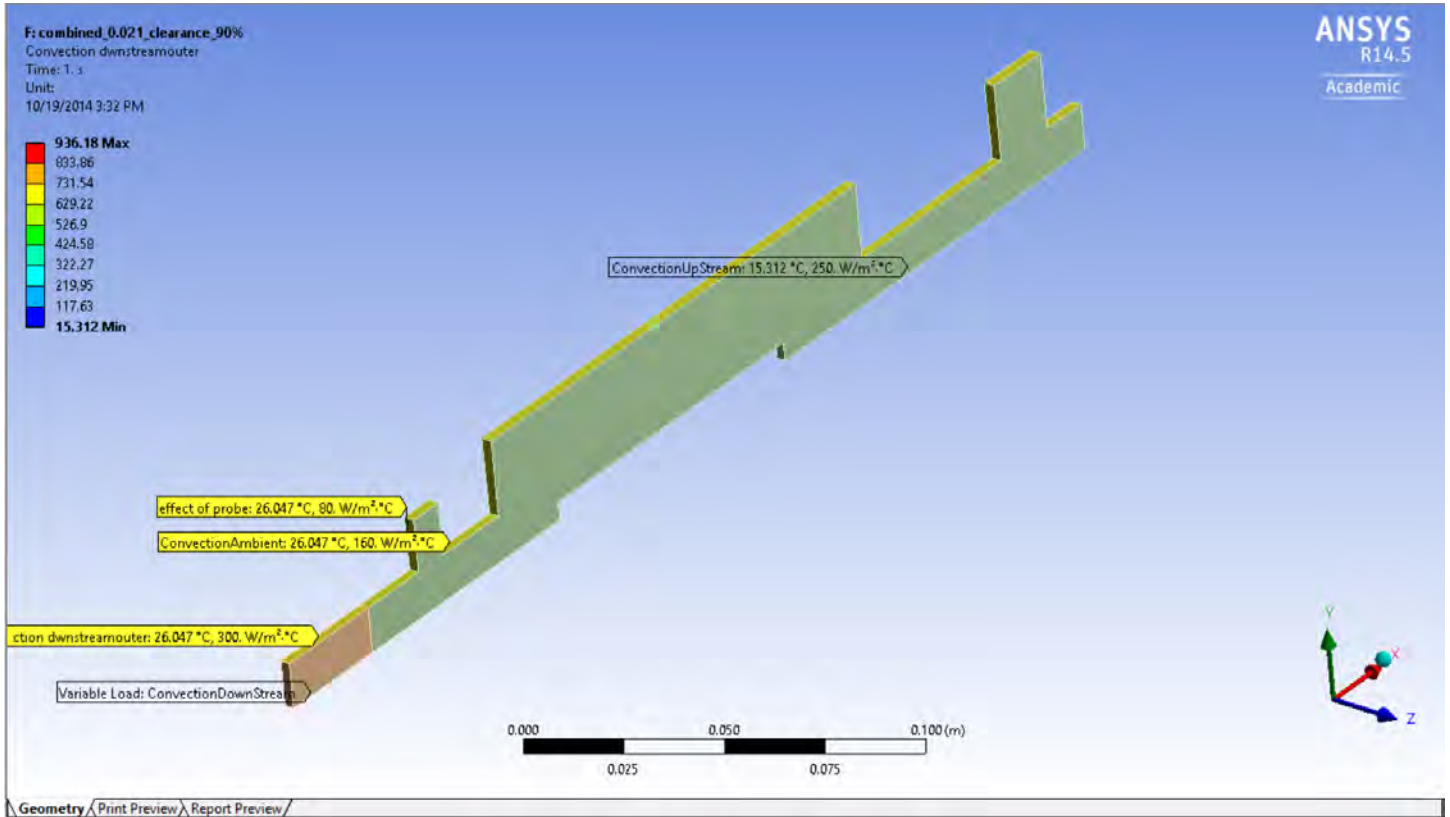 F: combined_0.021_clearance_90%
Convection dwnstreamouter
Time: 1. s
Unit:
10/19/2014 3:32 PM
936.18 Max
833.86
731.54
629.22
526.9
424.58
322.27
219.95
117.63
15.312 Min
ANSYS
R14.5
Academic
ConvectionUpStream: 15.312 °C, 250. W/m²·°C
effect of probe: 26.047 °C, 80. W/m²·°C
ConvectionAmbient: 26.047 °C, 160. W/m²·°C
ction dwnstreamouter: 26.047 °C, 300. W/m²·°C
Variable Load: ConvectionDownStream
0.000 0.050 0.100 (m)
0.025 0.075
Y
X
Z
Geometry Print Preview Report Preview